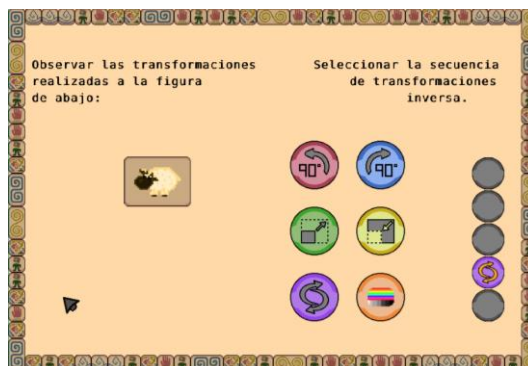 Observar las transformaciones
realizadas a la figura
de abajo:
Seleccionar la secuencia
de transformaciones
inversa.
90°
90°